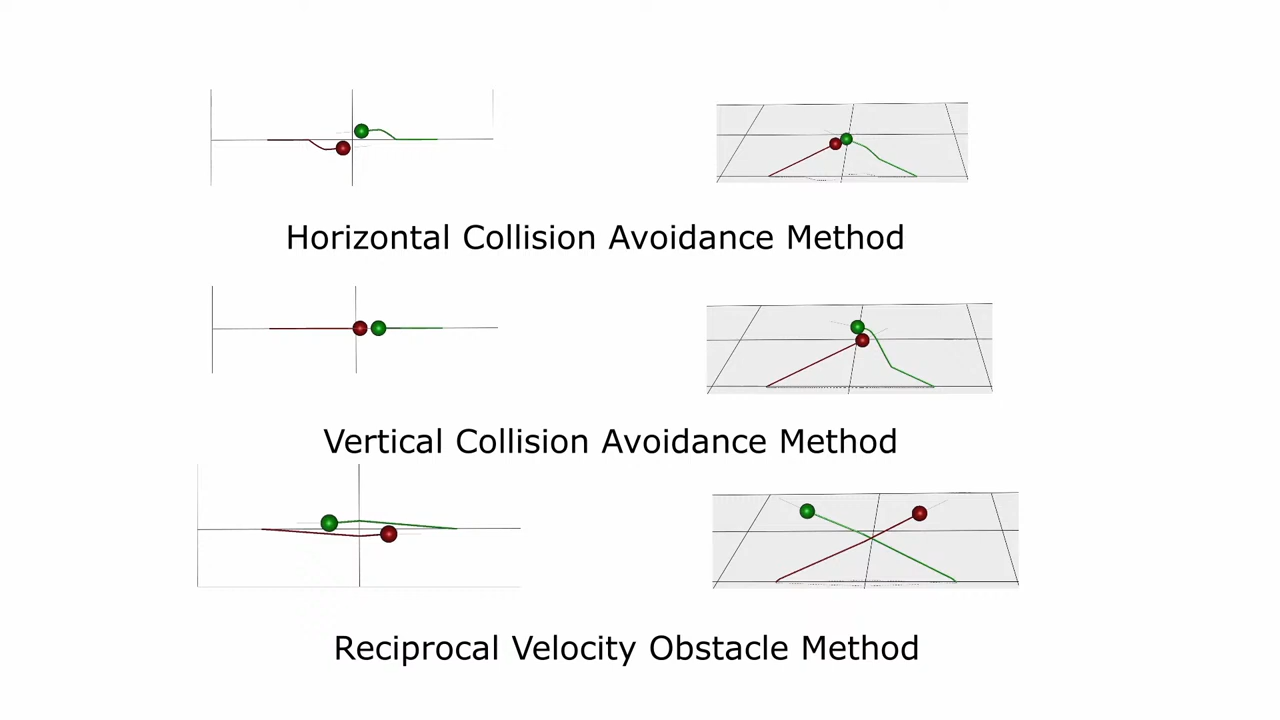 Horizontal Collision Avoidance Method
Vertical Collision Avoidance Method
Reciprocal Velocity Obstacle Method